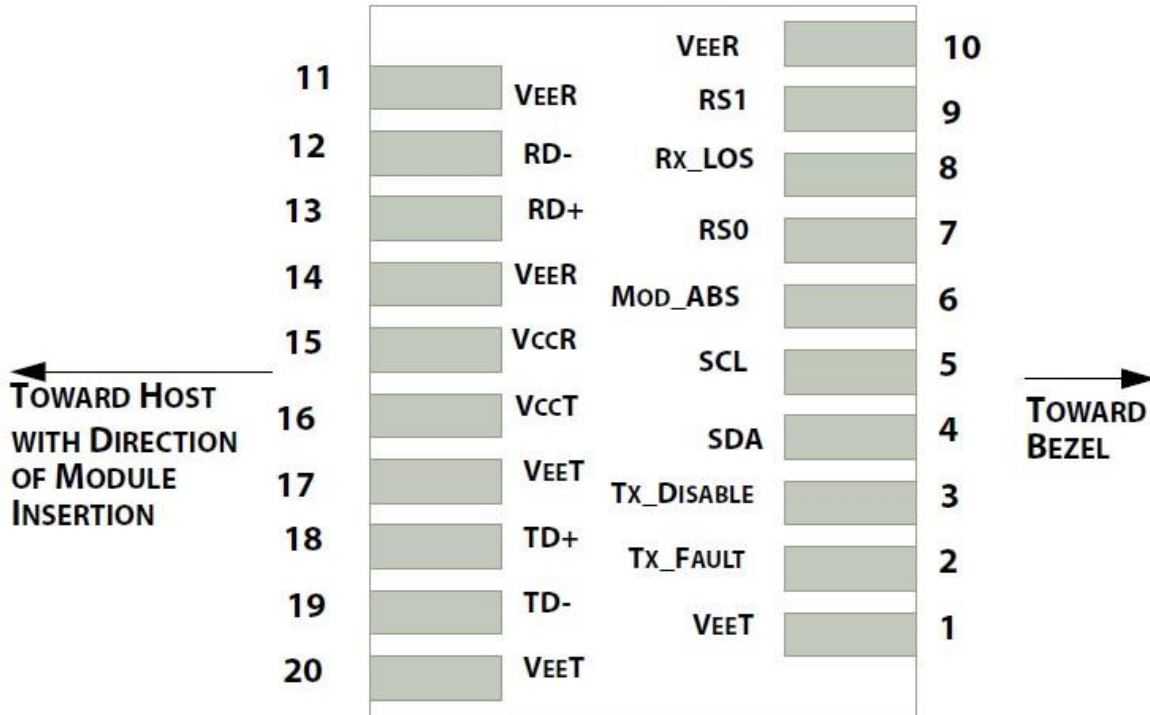 VEER 10
11 VEER
RS1 9
12 RD-
RX_LOS 8
13 RD+
RS0 7
14 VEER
MOD_ABS 6
15 VCCR
SCL 5
16 VCCT
SDA 4
17 VEET
TX_DISABLE 3
18 TD+
TX_FAULT 2
19 TD-
VEET 1
20 VEET
TOWARD HOST
WITH DIRECTION
OF MODULE
INSERTION
TOWARD
BEZEL